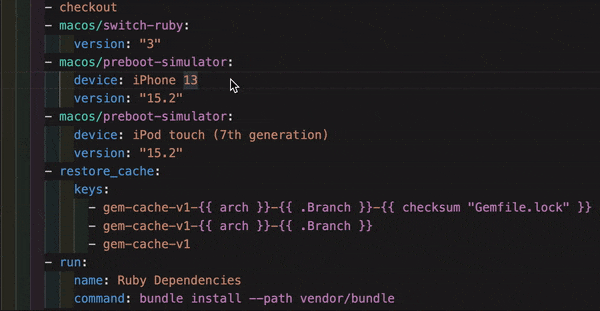 - checkout
- macos/switch-ruby:
version: "3"
- macos/preboot-simulator:
device: iPhone 13
version: "15.2"
- macos/preboot-simulator:
device: iPod touch (7th generation)
version: "15.2"
- restore_cache:
keys:
- gem-cache-v1-{{ arch }}-{{ .Branch }}-{{ checksum "Gemfile.lock" }}
- gem-cache-v1-{{ arch }}-{{ .Branch }}
- gem-cache-v1
- run:
name: Ruby Dependencies
command: bundle install --path vendor/bundle